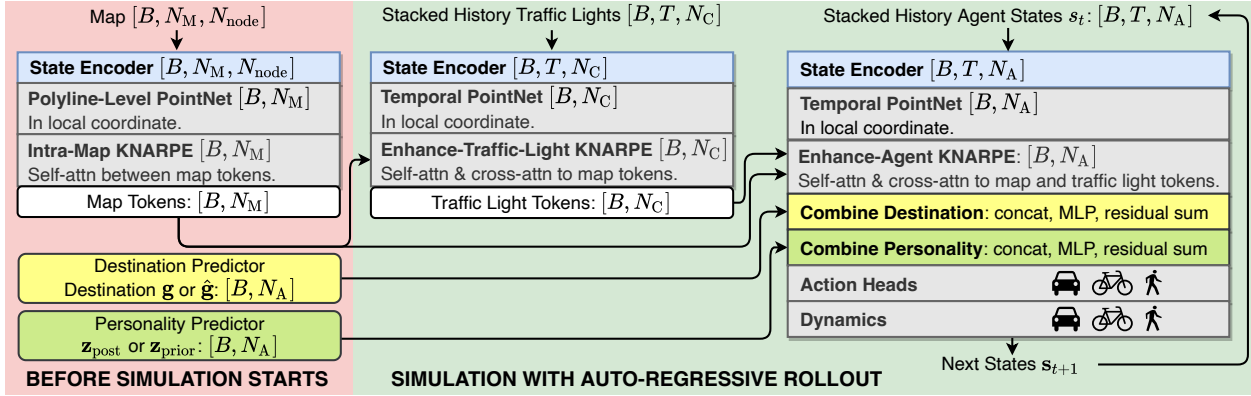 Map [B, N_M, N_node]
State Encoder [B, N_M, N_node]
Polyline-Level PointNet [B, N_M]
In local coordinate.
Intra-Map KNARPE [B, N_M]
Self-attn between map tokens.
Map Tokens: [B, N_M]
Destination Predictor
Destination g or ĝ: [B, N_A]
Personality Predictor
z_post or z_prior: [B, N_A]
BEFORE SIMULATION STARTS
Stacked History Traffic Lights [B, T, N_C]
State Encoder [B, T, N_C]
Temporal PointNet [B, N_C]
In local coordinate.
Enhance-Traffic-Light KNARPE [B, N_C]
Self-attn & cross-attn to map tokens.
Traffic Light Tokens: [B, N_C]
Stacked History Agent States s_t: [B, T, N_A]
State Encoder [B, T, N_A]
Temporal PointNet [B, N_A]
In local coordinate.
Enhance-Agent KNARPE: [B, N_A]
Self-attn & cross-attn to map and traffic light tokens.
Combine Destination: concat, MLP, residual sum
Combine Personality: concat, MLP, residual sum
Action Heads
Dynamics
Next States s_{t+1}
SIMULATION WITH AUTO-REGRESSIVE ROLLOUT